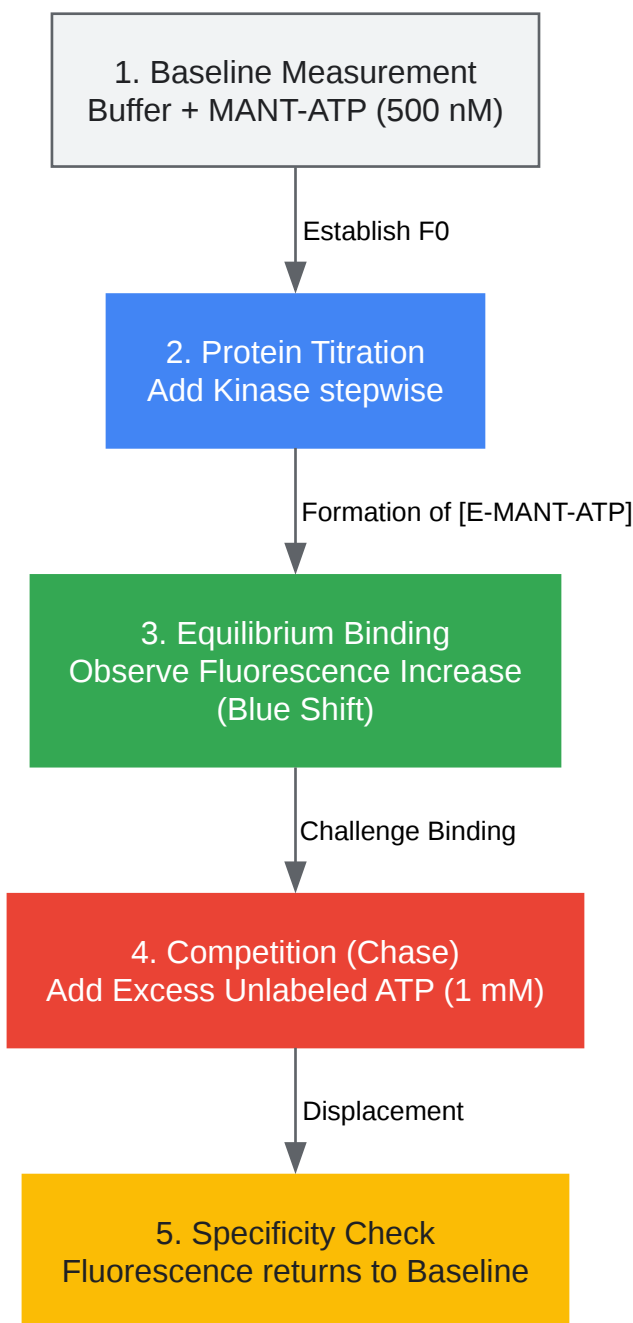 1. Baseline Measurement
Buffer + MANT-ATP (500 nM)
Establish F0
2. Protein Titration
Add Kinase stepwise
Formation of [E-MANT-ATP]
3. Equilibrium Binding
Observe Fluorescence Increase
(Blue Shift)
Challenge Binding
4. Competition (Chase)
Add Excess Unlabeled ATP (1 mM)
Displacement
5. Specificity Check
Fluorescence returns to Baseline